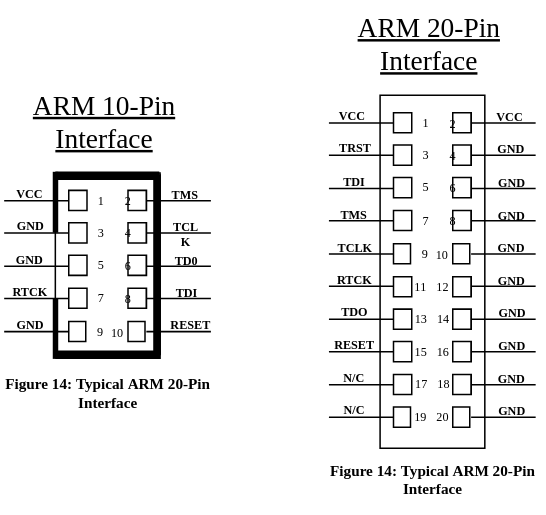 ARM 10-Pin
Interface
VCC 1 2 TMS
GND 3 4 TCL
K
GND 5 6 TD0
RTCK 7 8 TDI
GND 9 10 RESET
Figure 14: Typical ARM 20-Pin
Interface
ARM 20-Pin
Interface
VCC 1 2 VCC
TRST 3 4 GND
TDI 5 6 GND
TMS 7 8 GND
TCLK 9 10 GND
RTCK 11 12 GND
TDO 13 14 GND
RESET 15 16 GND
N/C 17 18 GND
N/C 19 20 GND
Figure 14: Typical ARM 20-Pin
Interface